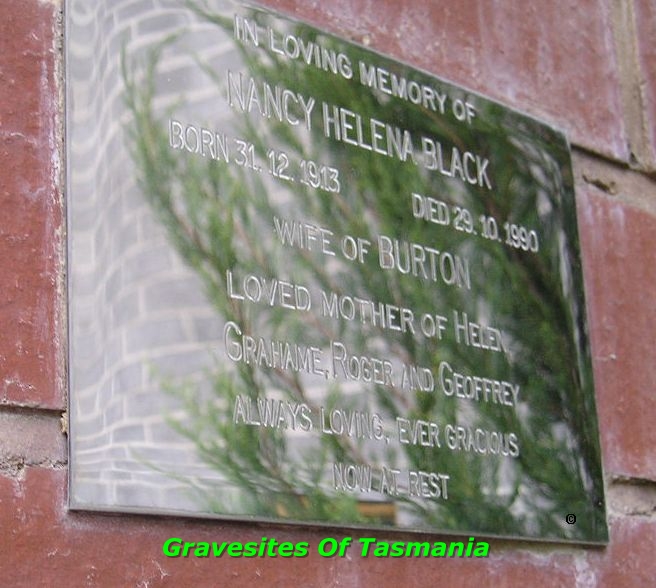 IN LOVING MEMORY OF
NANCY HELENA BLACK
BORN 31. 12. 1913 DIED 29. 10. 1990
WIFE OF BURTON
LOVED MOTHER OF HELEN,
GRAHAME, ROGER AND GEOFFREY
ALWAYS LOVING, EVER GRACIOUS
NOW AT REST
©
Gravesites Of Tasmania